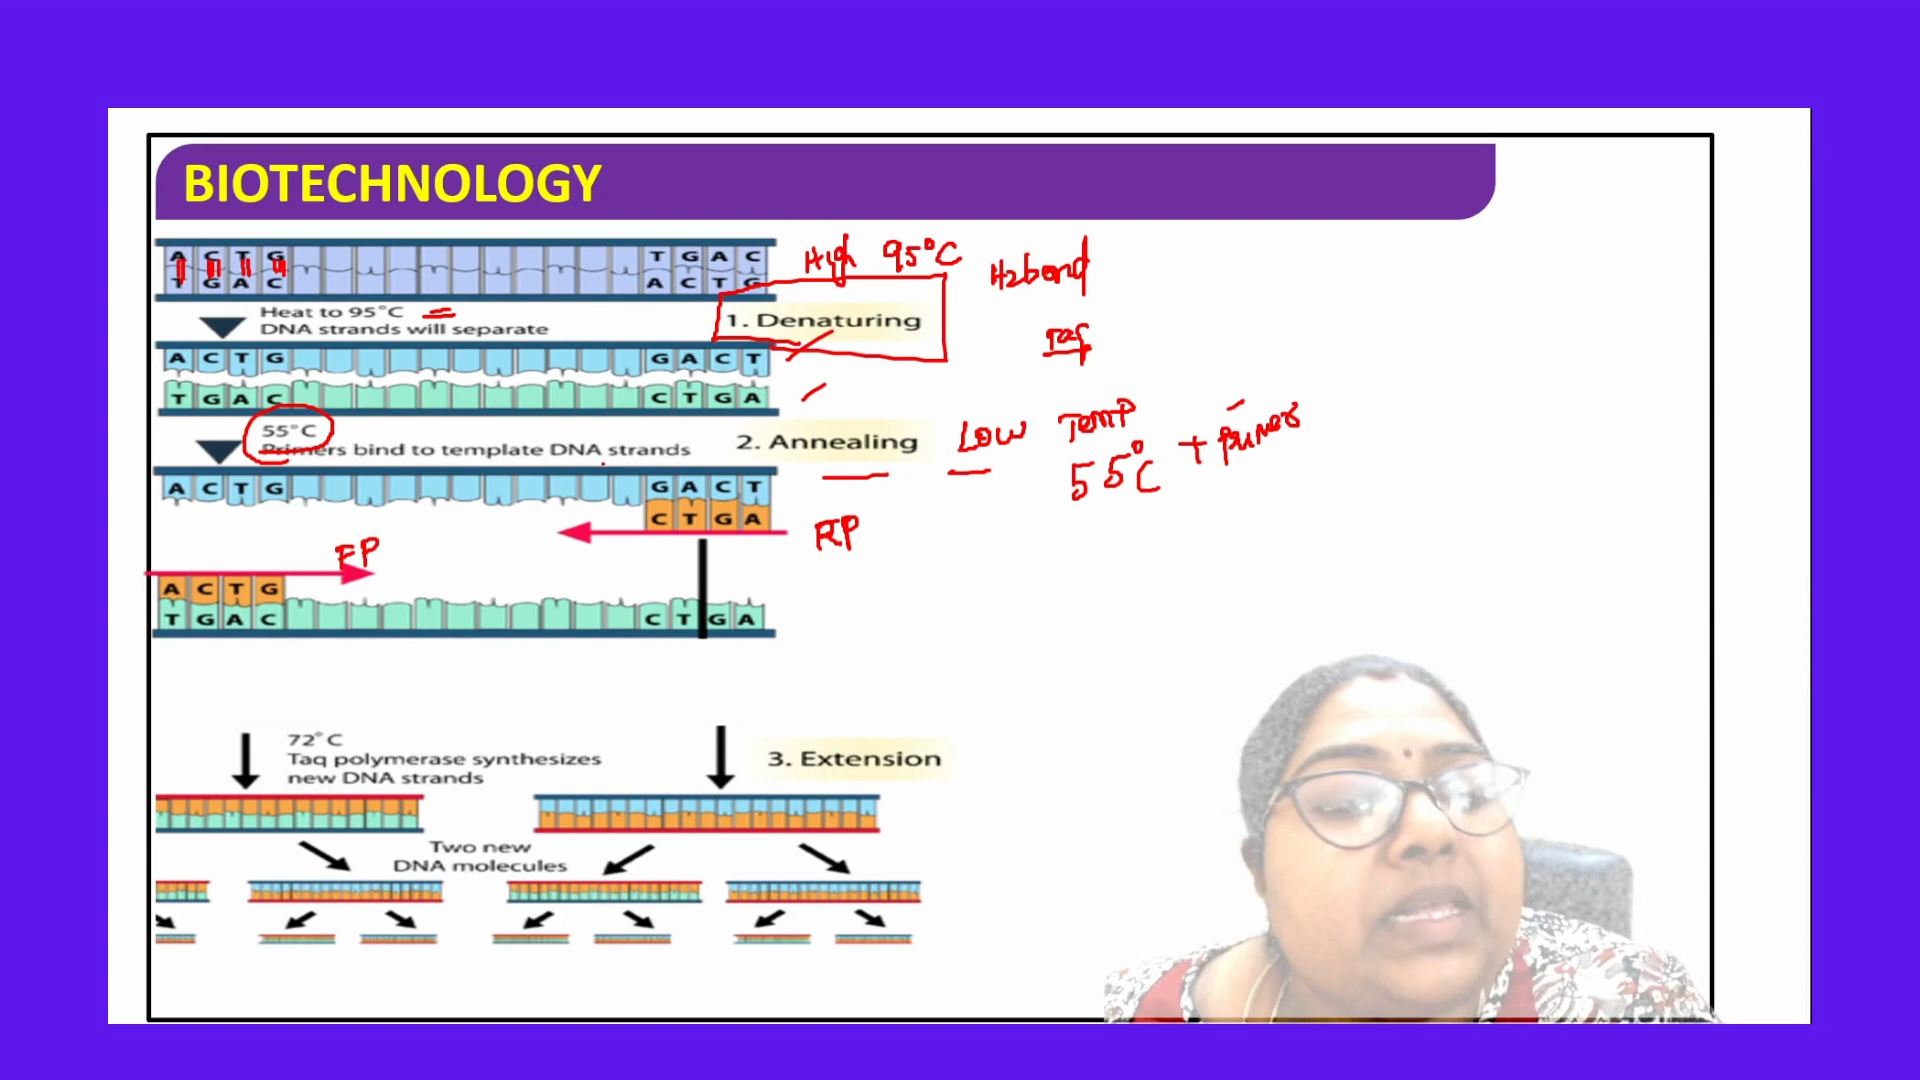 BIOTECHNOLOGY
A C T G T G A C
T G A C A C T G
High 95°C
H2 bond
Heat to 95°C
DNA strands will separate
1. Denaturing
Taq
A C T G G A C T
T G A C C T G A
55°C
Primers bind to template DNA strands
2. Annealing
LOW TEMP
55°C + Primer
A C T G G A C T
C T G A
RP
FP
A C T G
T G A C C T G A
72°C
Taq polymerase synthesizes
new DNA strands
3. Extension
Two new
DNA molecules